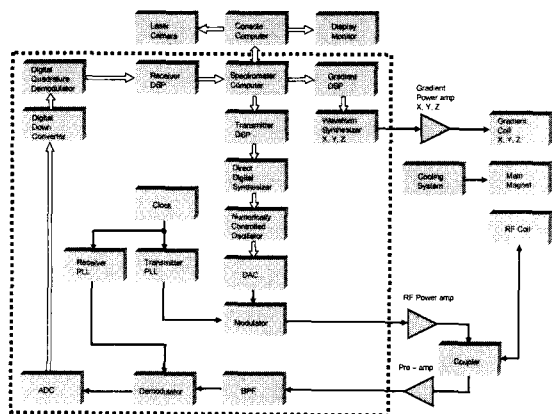 Laser
Camera
Console
Computer
Display
Monitor
Digital
Quadrature
Demodulator
Receiver
DSP
Spectrometer
Computer
Gradient
DSP
Gradient
Power amp
X, Y, Z
Digital
Down
Converter
Transmitter
DSP
Waveform
Synthesizer
X, Y, Z
Gradient
Coil
X, Y, Z
Direct
Digital
Synthesizer
Cooling
System
Main
Magnet
Clock
Numerically
Controlled
Oscillator
RF Coil
Receiver
PLL
Transmitter
PLL
DAC
Modulator
RF Power amp
Coupler
Pre - amp
ADC
Demodulator
BPF